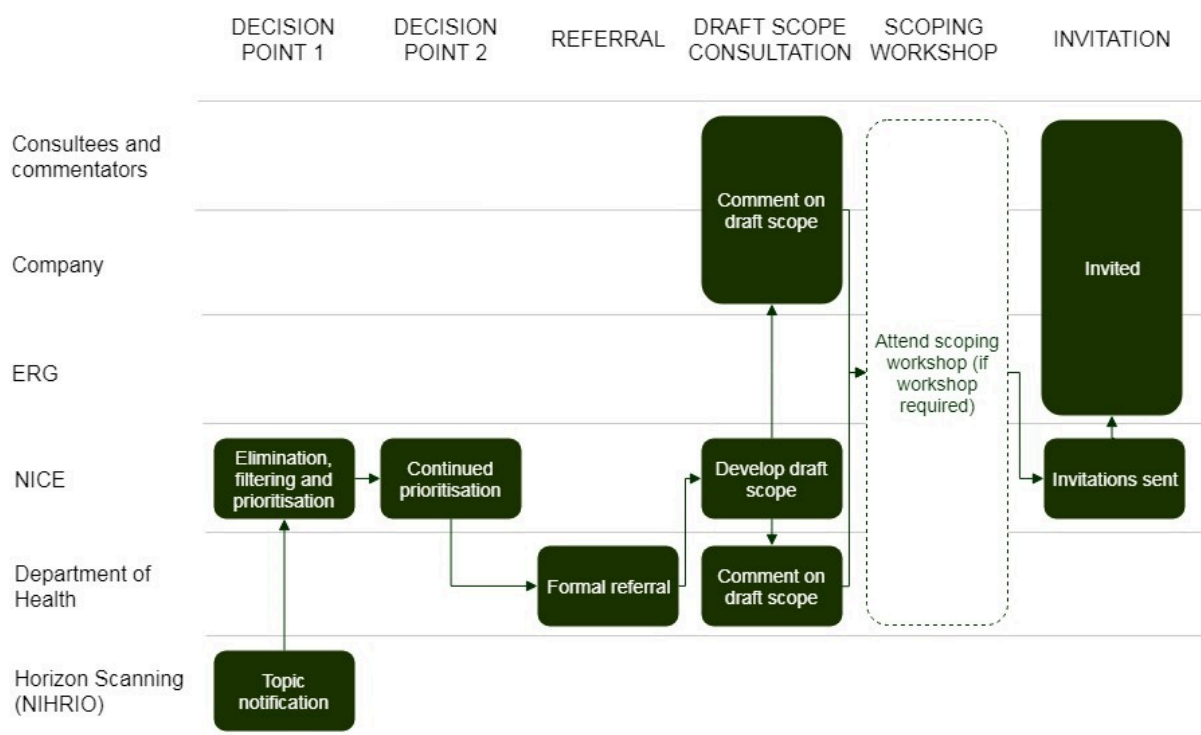 DECISION
POINT 1
DECISION
POINT 2
REFERRAL
DRAFT SCOPE
CONSULTATION
SCOPING
WORKSHOP
INVITATION
Consultees and
commentators
Comment on
draft scope
Company
Invited
ERG
Attend scoping
workshop (if
workshop
required)
NICE
Elimination,
filtering and
prioritisation
Continued
prioritisation
Develop draft
scope
Invitations sent
Department of
Health
Formal referral
Comment on
draft scope
Horizon Scanning
(NIHRIO)
Topic
notification